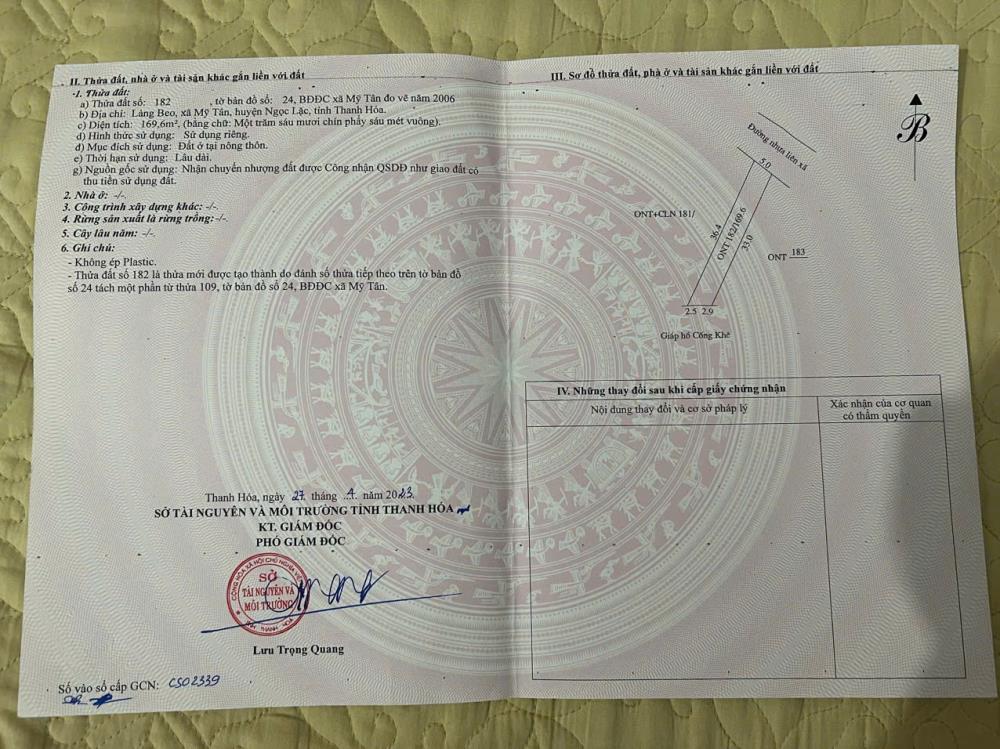 II. Thửa đất, nhà ở và tài sản khác gắn liền với đất
1. Thửa đất:
a) Thửa đất số: 182 , tờ bản đồ số: 24, BĐĐC xã Mỹ Tân đo vẽ năm 2006
b) Địa chỉ: Làng Beo, xã Mỹ Tân, huyện Ngọc Lặc, tỉnh Thanh Hóa.
c) Diện tích: 169,6m², (bằng chữ: Một trăm sáu mươi chín phẩy sáu mét vuông).
d) Hình thức sử dụng: Sử dụng riêng.
đ) Mục đích sử dụng: Đất ở tại nông thôn.
e) Thời hạn sử dụng: Lâu dài.
g) Nguồn gốc sử dụng: Nhận chuyển nhượng đất được Công nhận QSDĐ như giao đất có
thu tiền sử dụng đất.
2. Nhà ở: -/-.
3. Công trình xây dựng khác: -/-.
4. Rừng sản xuất là rừng trồng: -/-.
5. Cây lâu năm: -/-.
6. Ghi chú:
- Không ép Plastic.
- Thửa đất số 182 là thửa mới được tạo thành do đánh số thửa tiếp theo trên tờ bản đồ
số 24 tách một phần từ thửa 109, tờ bản đồ số 24, BĐĐC xã Mỹ Tân.
Thanh Hóa, ngày 27 tháng 4 năm 2023.
SỞ TÀI NGUYÊN VÀ MÔI TRƯỜNG TỈNH THANH HÓA
KT. GIÁM ĐỐC
PHÓ GIÁM ĐỐC
CỘNG HÒA XÃ HỘI CHỦ NGHĨA
SỞ
TÀI NGUYÊN VÀ
MÔI TRƯỜNG
TỈNH THANH HOÁ
Lưu Trọng Quang
Số vào sổ cấp GCN: CS02339
III. Sơ đồ thửa đất, nhà ở và tài sản khác gắn liền với đất
B
Đường nhựa liên xã
5.0
ONT+CLN 181/
36.4
ONT 182/169.6
33.0
ONT 183
2.5 2.9
Giáp hồ Cống Khê
IV. Những thay đổi sau khi cấp giấy chứng nhận
Nội dung thay đổi và cơ sở pháp lý
Xác nhận của cơ quan
có thẩm quyền